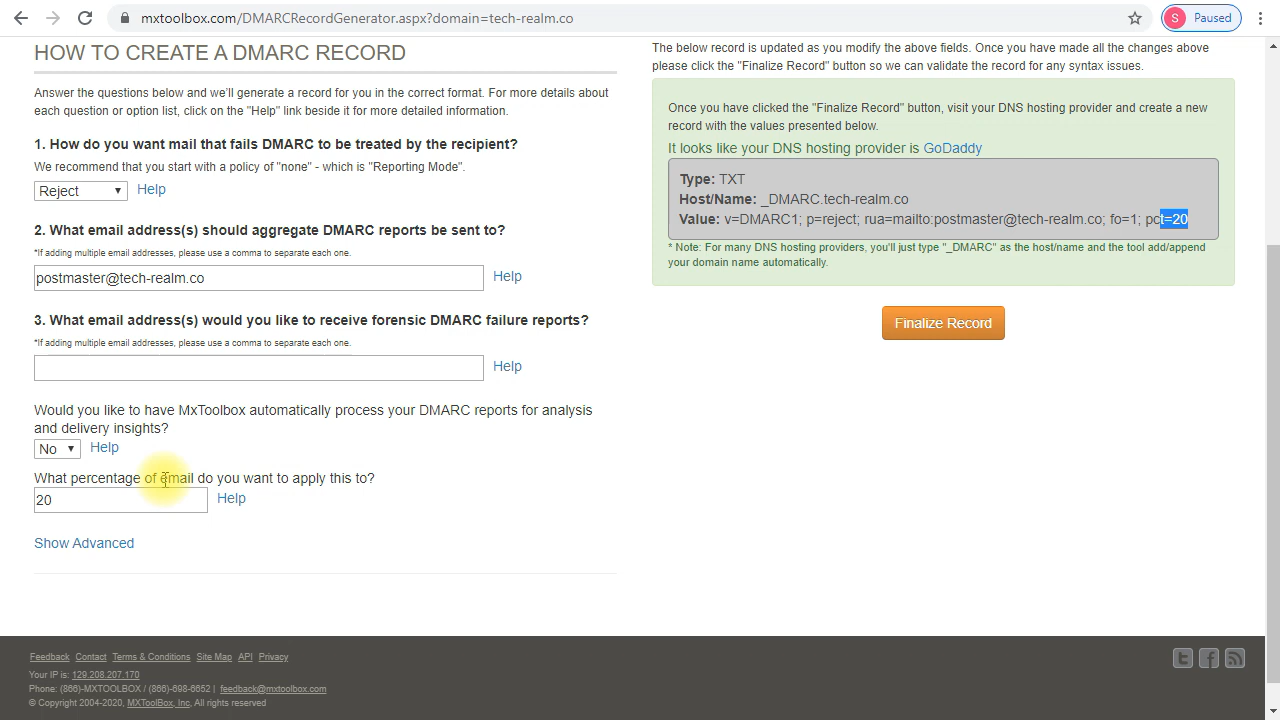 mxtoolbox.com/DMARCRecordGenerator.aspx?domain=tech-realm.co
S Paused
HOW TO CREATE A DMARC RECORD
Answer the questions below and we'll generate a record for you in the correct format. For more details about
each question or option list, click on the "Help" link beside it for more detailed information.
1. How do you want mail that fails DMARC to be treated by the recipient?
We recommend that you start with a policy of "none" - which is "Reporting Mode".
Reject Help
2. What email address(s) should aggregate DMARC reports be sent to?
*If adding multiple email addresses, please use a comma to separate each one.
postmaster@tech-realm.co Help
3. What email address(s) would you like to receive forensic DMARC failure reports?
*If adding multiple email addresses, please use a comma to separate each one.
Help
Would you like to have MxToolbox automatically process your DMARC reports for analysis
and delivery insights?
No Help
What percentage of email do you want to apply this to?
20 Help
Show Advanced
The below record is updated as you modify the above fields. Once you have made all the changes above
please click the "Finalize Record" button so we can validate the record for any syntax issues.
Once you have clicked the "Finalize Record" button, visit your DNS hosting provider and create a new
record with the values presented below.
It looks like your DNS hosting provider is GoDaddy
Type: TXT
Host/Name: _DMARC.tech-realm.co
Value: v=DMARC1; p=reject; rua=mailto:postmaster@tech-realm.co; fo=1; pct=20
* Note: For many DNS hosting providers, you'll just type "_DMARC" as the host/name and the tool add/append
your domain name automatically.
Finalize Record
Feedback Contact Terms & Conditions Site Map API Privacy
Your IP is: 129.208.207.170
Phone: (866)-MXTOOLBOX / (866)-698-6652 | feedback@mxtoolbox.com
© Copyright 2004-2020, MXToolBox, Inc, All rights reserved